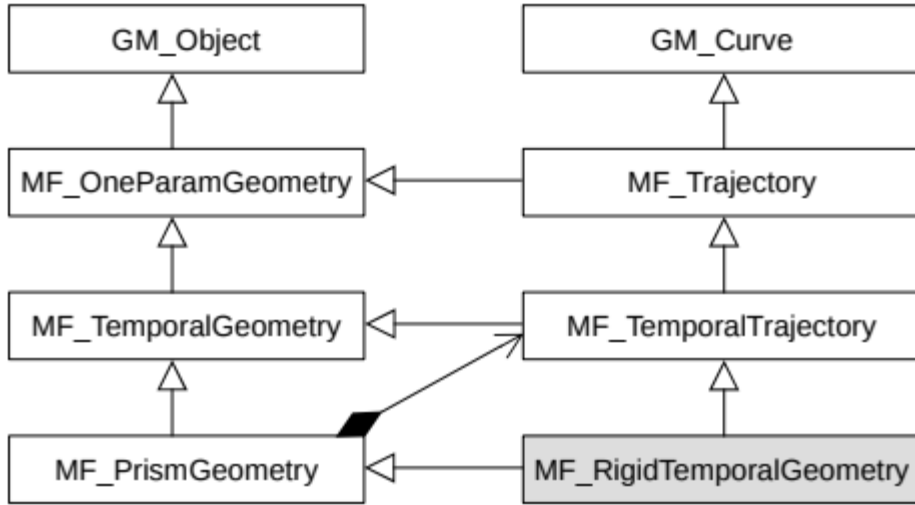 GM_Object
GM_Curve
MF_OneParamGeometry
MF_Trajectory
MF_TemporalGeometry
MF_TemporalTrajectory
MF_PrismGeometry
MF_RigidTemporalGeometry